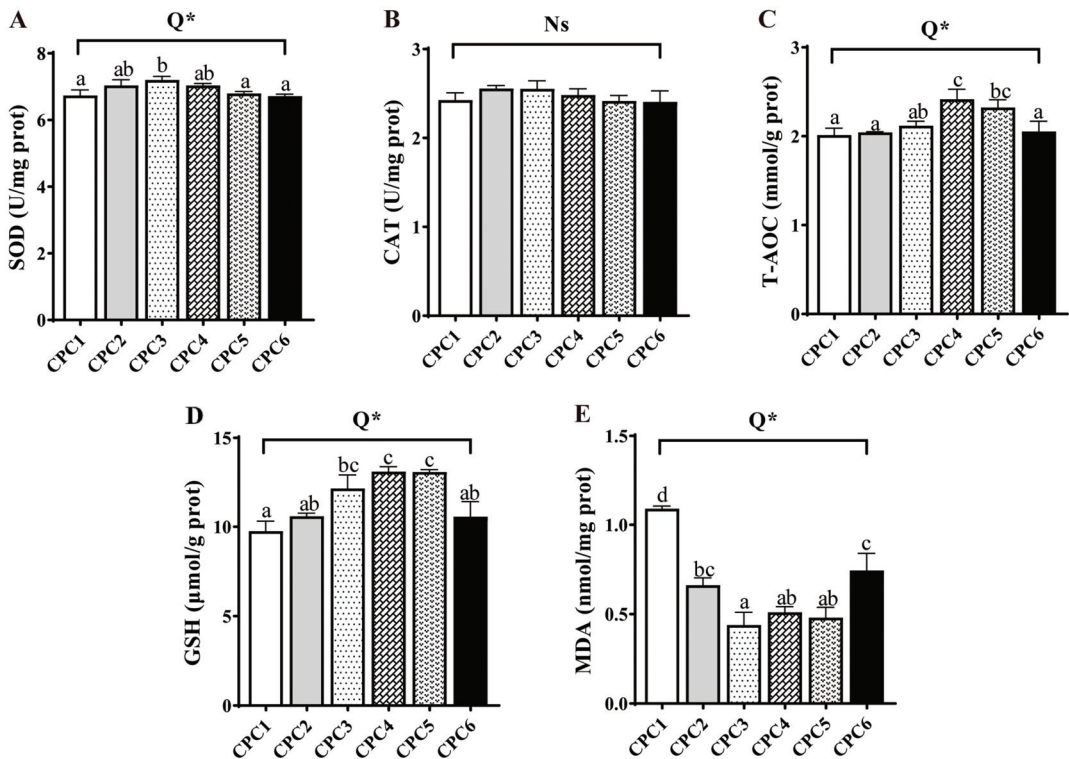 A
Q*
8
6
4
2
0
SOD (U/mg prot)
a
ab
b
ab
a
a
CPC1
CPC2
CPC3
CPC4
CPC5
CPC6
B
Ns
3
2
1
0
CAT (U/mg prot)
CPC1
CPC2
CPC3
CPC4
CPC5
CPC6
C
Q*
3
2
1
0
T-AOC (mmol/g prot)
a
a
ab
c
bc
a
CPC1
CPC2
CPC3
CPC4
CPC5
CPC6
D
Q*
15
10
5
0
GSH (μmol/g prot)
a
ab
bc
c
c
ab
CPC1
CPC2
CPC3
CPC4
CPC5
CPC6
E
Q*
1.5
1.0
0.5
0.0
MDA (nmol/mg prot)
d
bc
a
ab
ab
c
CPC1
CPC2
CPC3
CPC4
CPC5
CPC6